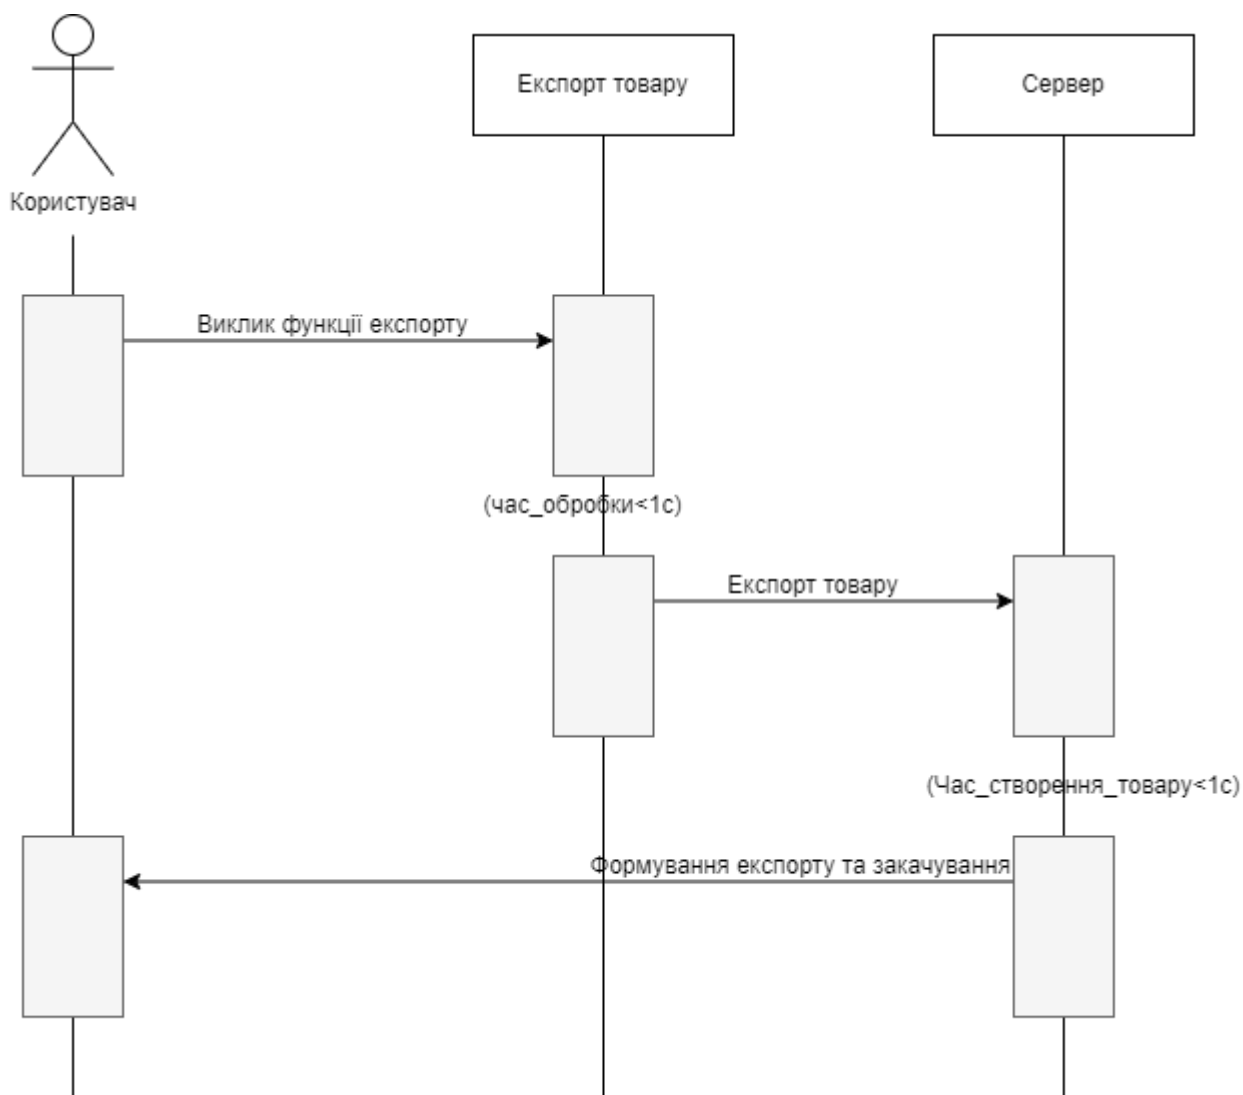 Експорт товару
Сервер
Користувач
Виклик функції експорту
(час_обробки<1с)
Експорт товару
(Час_створення_товару<1с)
Формування експорту та закачування